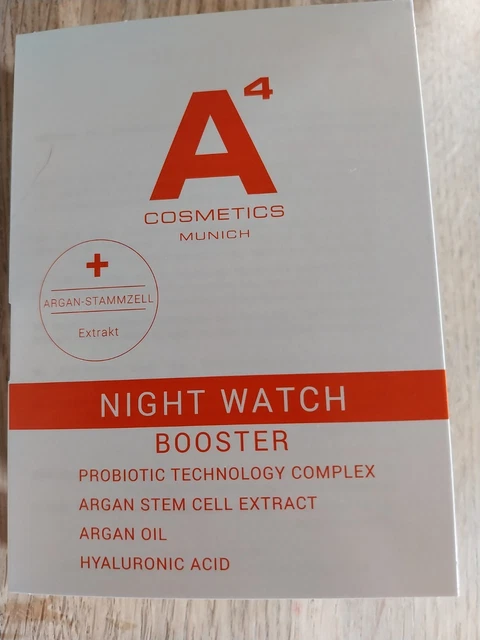 A4
COSMETICS
MUNICH
+
ARGAN-STAMMZELL
Extrakt
NIGHT WATCH
BOOSTER
PROBIOTIC TECHNOLOGY COMPLEX
ARGAN STEM CELL EXTRACT
ARGAN OIL
HYALURONIC ACID